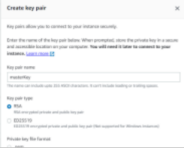 Create key pair
Key pairs allow you to connect to your instance securely.
Enter the name of the key pair below. When prompted, store the private key in a secure
and accessible location on your computer. You will need it later to connect to your
instance. Learn more
Key pair name
The name can include upto 255 ASCII characters. It can't include leading or trailing spaces.
Key pair type
RSA
RSA encrypted private and public key pair
ED25519
ED25519 encrypted private and public key pair (Not supported for Windows instances)
Private key file format